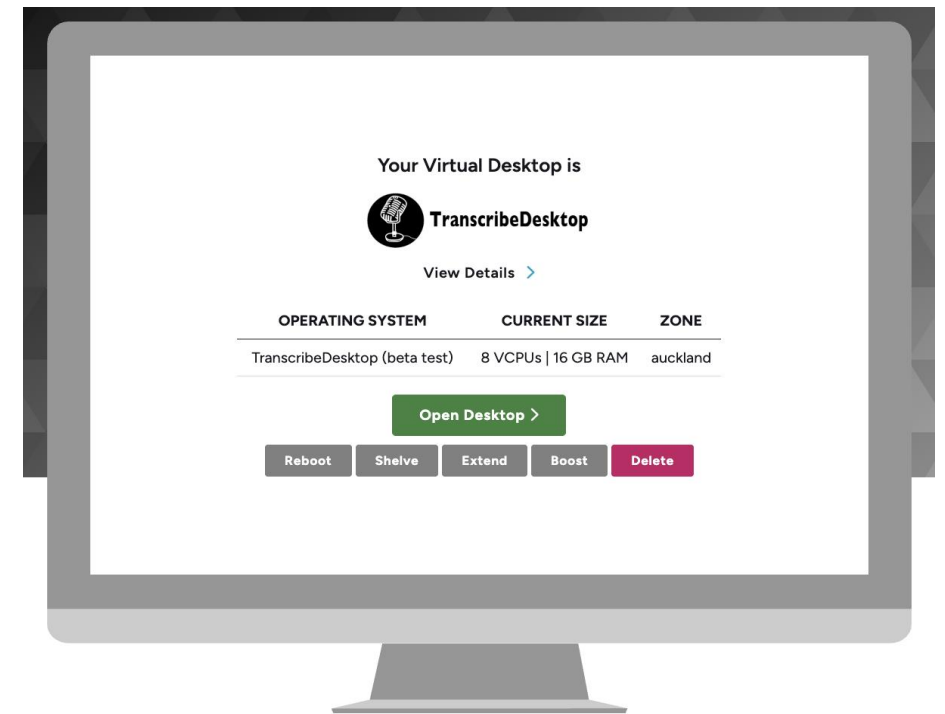 Your Virtual Desktop is
TranscribeDesktop
View Details
OPERATING SYSTEM CURRENT SIZE ZONE
TranscribeDesktop (beta test) 8 VCPUs | 16 GB RAM auckland
Open Desktop
Reboot Shelve Extend Boost Delete